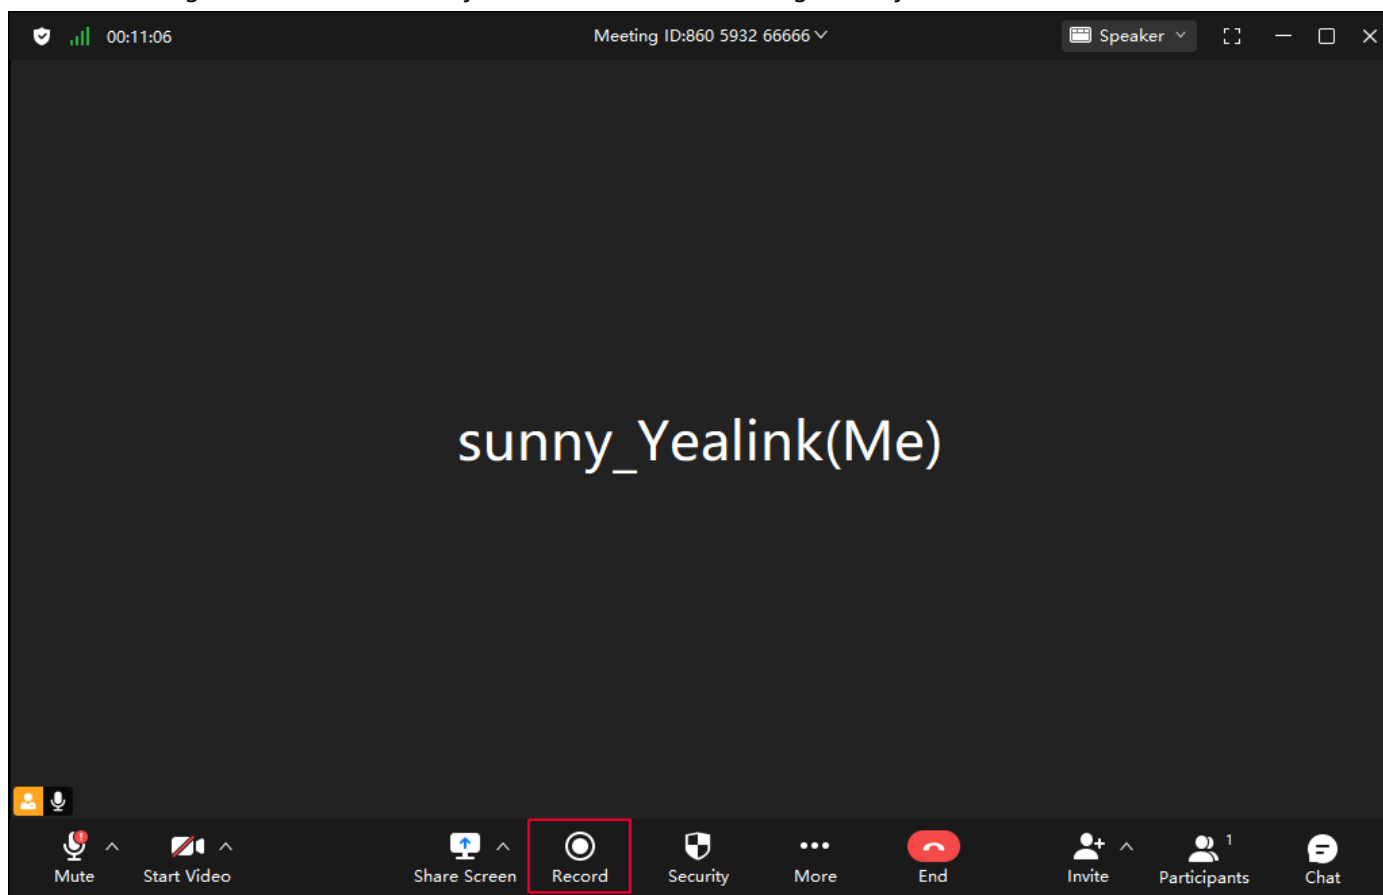 00:11:06 Meeting ID:860 5932 66666 Speaker
sunny_Yealink(Me)
1
Mute Start Video Share Screen Record Security More End Invite Participants Chat